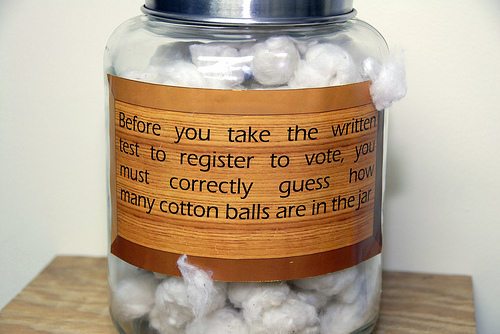 Before you take the written
test to register to vote, you
must correctly guess how
many cotton balls are in the jar